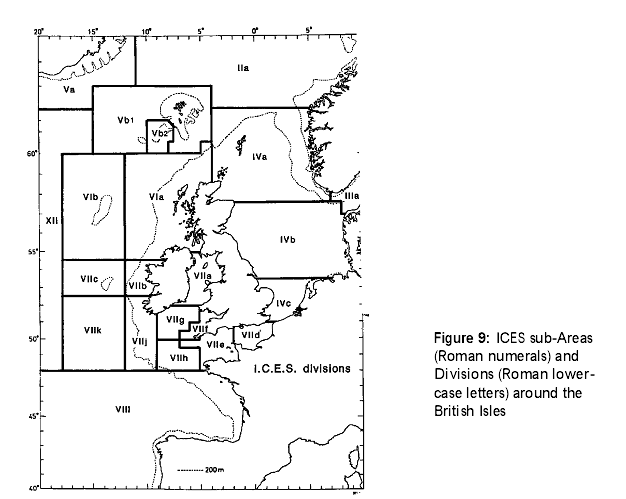 20° 15° 10° 5° 0° 5°
IIa
Va
Vb1
Vb2
60°
IVa
VIb
VIa
IIIa
XII
IVb
55°
VIIc
VIIb
VIIa
IVc
VIIg
VIIk
VIIj
VIIf
VIId
50°
VIIe
VIIh
I.C.E.S. divisions
VIII
45°
200m
40°
Figure 9: ICES sub-Areas
(Roman numerals) and
Divisions (Roman lower-
case letters) around the
British Isles